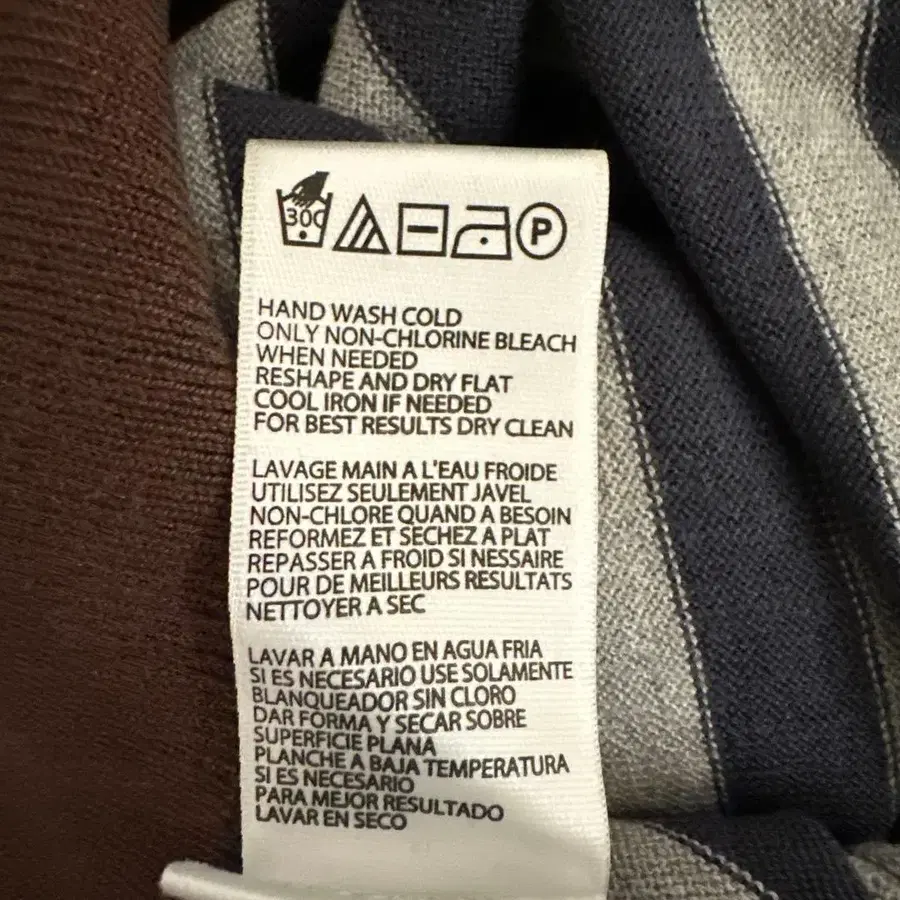 30C
P
HAND WASH COLD
ONLY NON-CHLORINE BLEACH
WHEN NEEDED
RESHAPE AND DRY FLAT
COOL IRON IF NEEDED
FOR BEST RESULTS DRY CLEAN
LAVAGE MAIN A L'EAU FROIDE
UTILISEZ SEULEMENT JAVEL
NON-CHLORE QUAND A BESOIN
REFORMEZ ET SECHEZ A PLAT
REPASSER A FROID SI NESSAIRE
POUR DE MEILLEURS RESULTATS
NETTOYER A SEC
LAVAR A MANO EN AGUA FRIA
SI ES NECESARIO USE SOLAMENTE
BLANQUEADOR SIN CLORO
DAR FORMA Y SECAR SOBRE
SUPERFICIE PLANA
PLANCHE A BAJA TEMPERATURA
SI ES NECESARIO
PARA MEJOR RESULTADO
LAVAR EN SECO